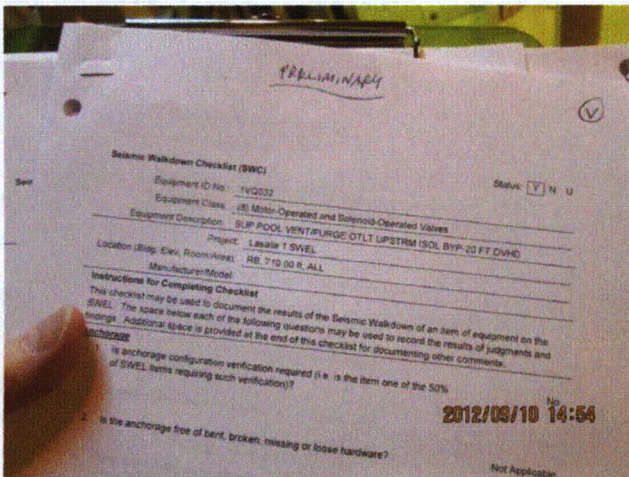 PRELIMINARY
V
Seismic Walkdown Checklist (SWC)
Status: Y N U
Equipment ID No. 1VQ032
Equipment Class: (8) Motor-Operated and Solenoid-Operated Valves
Equipment Description: SUP POOL VENT/PURGE OTLT UPSTRM ISOL BYP-20 FT OVHD
Project: Lasalle 1 SWEL
Location (Bldg, Elev, Room/Area): RB, 710.00 ft, ALL
Manufacturer/Model:
Instructions for Completing Checklist
This checklist may be used to document the results of the Seismic Walkdown of an item of equipment on the
SWEL. The space below each of the following questions may be used to record the results of judgments and
findings. Additional space is provided at the end of this checklist for documenting other comments.
Anchorage
Is anchorage configuration verification required (i.e. is the item one of the 50%
of SWEL items requiring such verification)?
No
2012/09/10 14:54
2. Is the anchorage free of bent, broken, missing or loose hardware?
Not Applicable